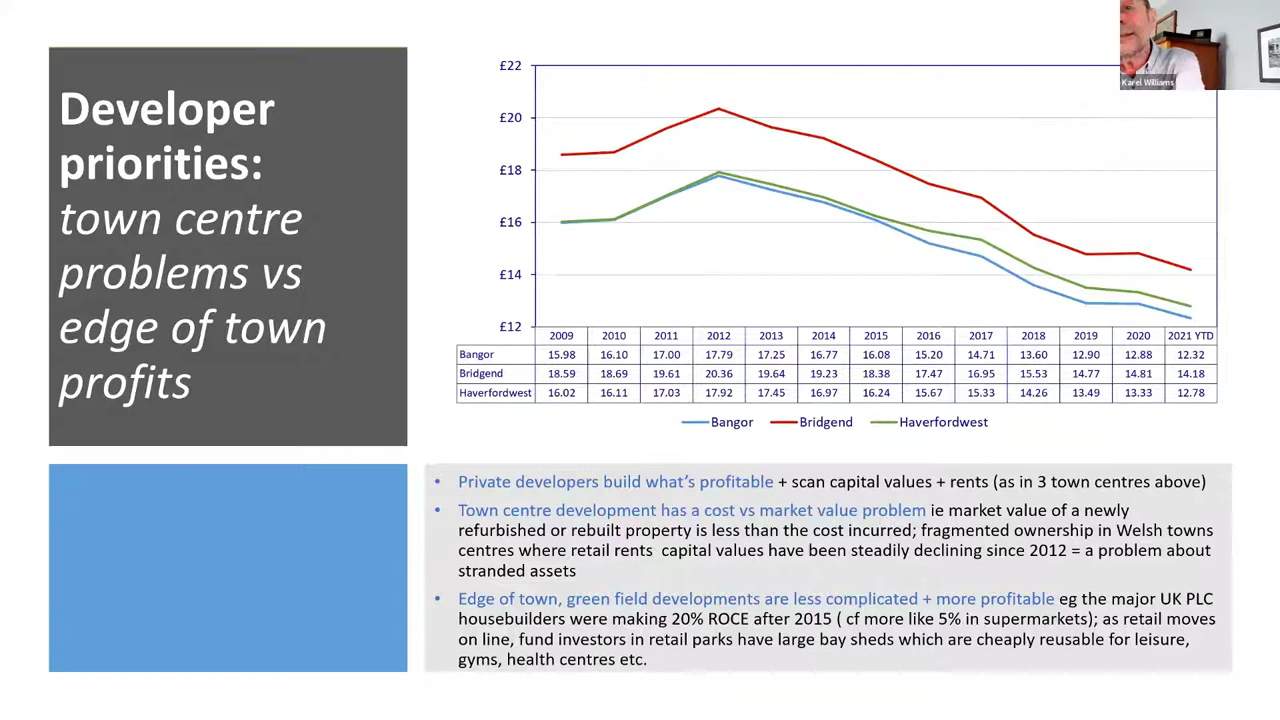 Developer
priorities:
town centre
problems vs
edge of town
profits
Karel Williams
£22
£20
£18
£16
£14
£12
2009 2010 2011 2012 2013 2014 2015 2016 2017 2018 2019 2020 2021 YTD
Bangor 15.98 16.10 17.00 17.79 17.25 16.77 16.08 15.20 14.71 13.60 12.90 12.88 12.32
Bridgend 18.59 18.69 19.61 20.36 19.64 19.23 18.38 17.47 16.95 15.53 14.77 14.81 14.18
Haverfordwest 16.02 16.11 17.03 17.92 17.45 16.97 16.24 15.67 15.33 14.26 13.49 13.33 12.78
Bangor Bridgend Haverfordwest
• Private developers build what's profitable + scan capital values + rents (as in 3 town centres above)
• Town centre development has a cost vs market value problem ie market value of a newly
refurbished or rebuilt property is less than the cost incurred; fragmented ownership in Welsh towns
centres where retail rents capital values have been steadily declining since 2012 = a problem about
stranded assets
• Edge of town, green field developments are less complicated + more profitable eg the major UK PLC
housebuilders were making 20% ROCE after 2015 ( cf more like 5% in supermarkets); as retail moves
on line, fund investors in retail parks have large bay sheds which are cheaply reusable for leisure,
gyms, health centres etc.